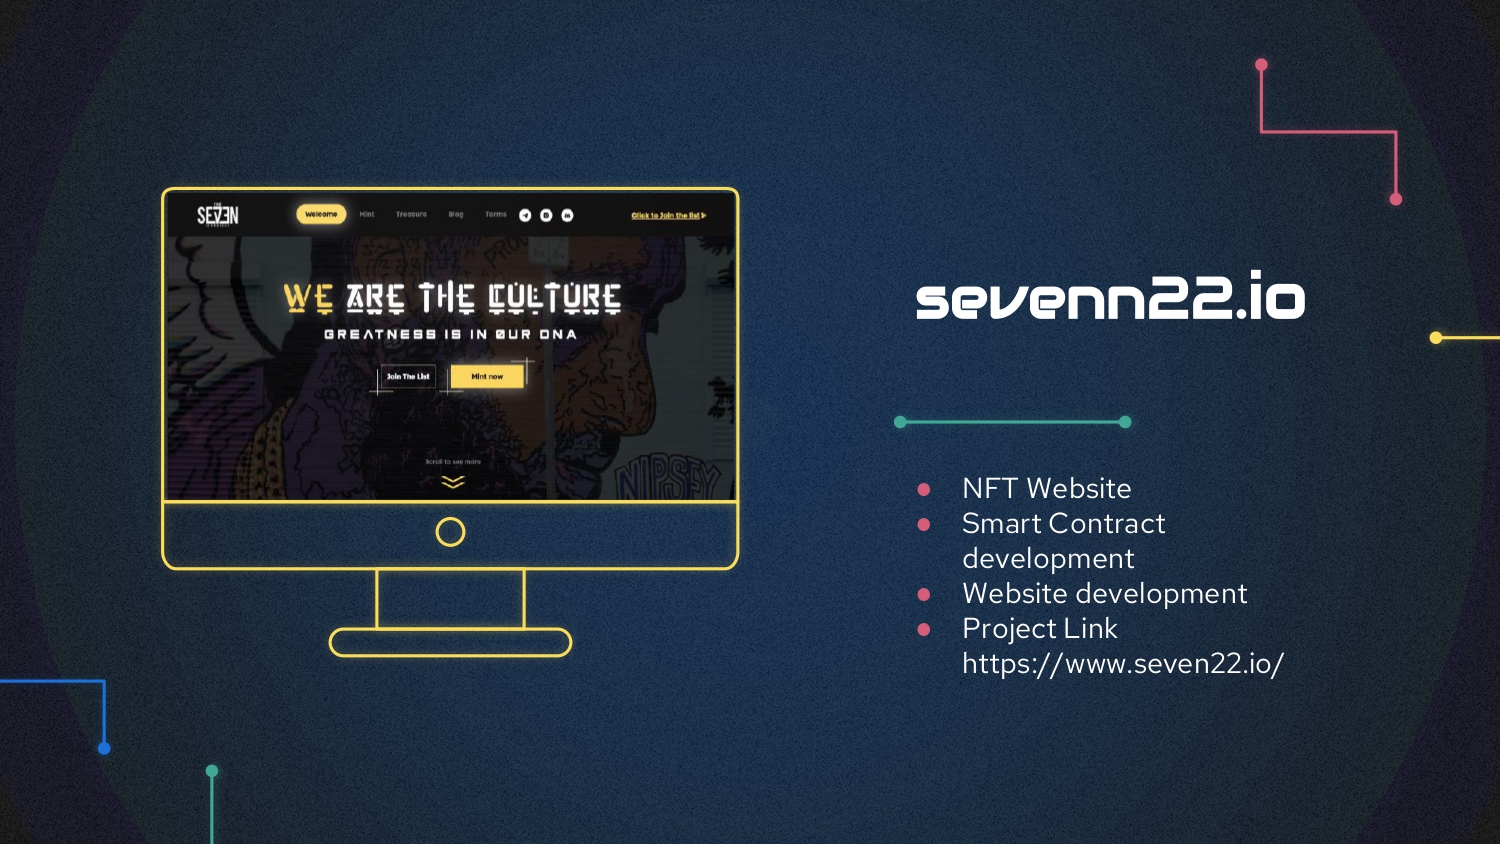 SEVEN
Welcome Mint Treasure Blog Terms Click to Join the list
WE ARE THE CULTURE
GREATNESS IS IN 0UR DNA
Join The List Mint now
Scroll to see more
NIPSEY
sevenn22.io
NFT Website
Smart Contract
development
Website development
Project Link
https://www.seven22.io/